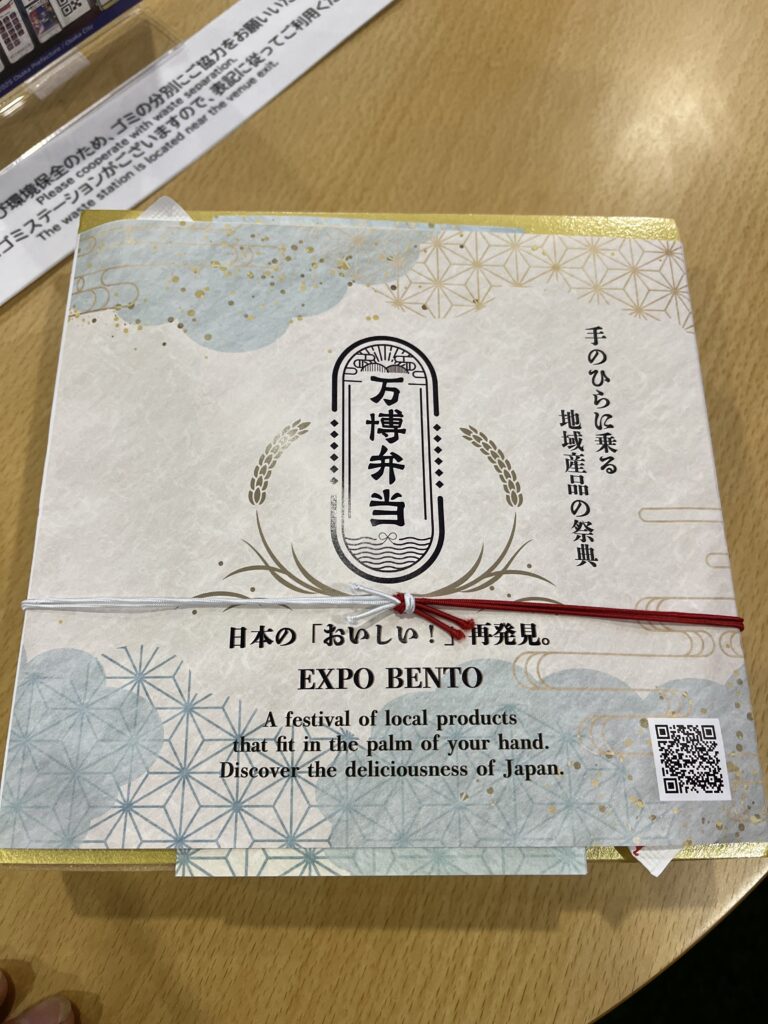 2025 Osaka Prefecture / Osaka City
環境保全のため、ゴミの分別にご協力をお願いいた
Please cooperate with waste separation.
ゴミステーションがございますので、表記に従ってご利用くだ
The waste station is located near the venue exit.
手のひらに乗る
地域産品の祭典
万博弁当
日本の「おいしい!」再発見。
EXPO BENTO
A festival of local products
that fit in the palm of your hand.
Discover the deliciousness of Japan.